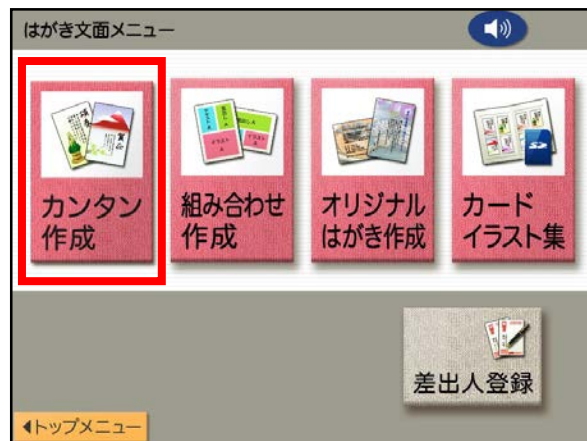 はがき文面メニュー
カンタン
作成
組み合わせ
作成
オリジナル
はがき作成
カード
イラスト集
差出人登録
トップメニュー